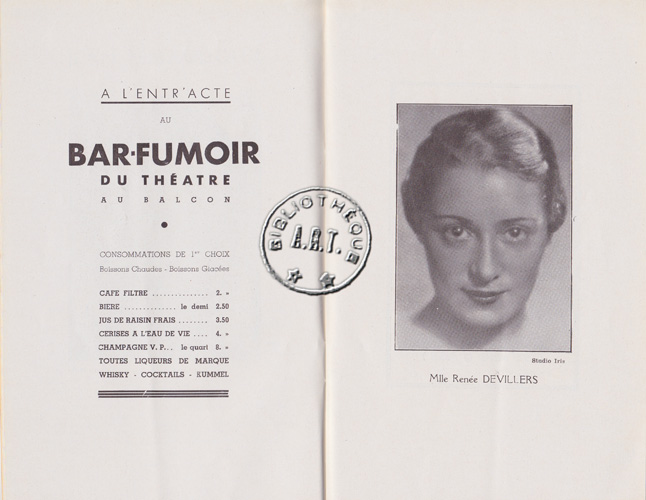 A L'ENTR'ACTE
AU
BAR-FUMOIR
DU THÉATRE
AU BALCON
CONSOMMATIONS DE 1er CHOIX
Boissons Chaudes - Boissons Glacées
CAFE FILTRE .............. 2. »
BIERE .............. le demi 2.50
JUS DE RAISIN FRAIS ........ 3.50
CERISES A L'EAU DE VIE .... 4. »
CHAMPAGNE V. P... le quart 8. »
TOUTES LIQUEURS DE MARQUE
WHISKY - COCKTAILS - KUMMEL
BIBLIOTHÈQUE
A.R.T.
Studio Iris
Mlle Renée DEVILLERS